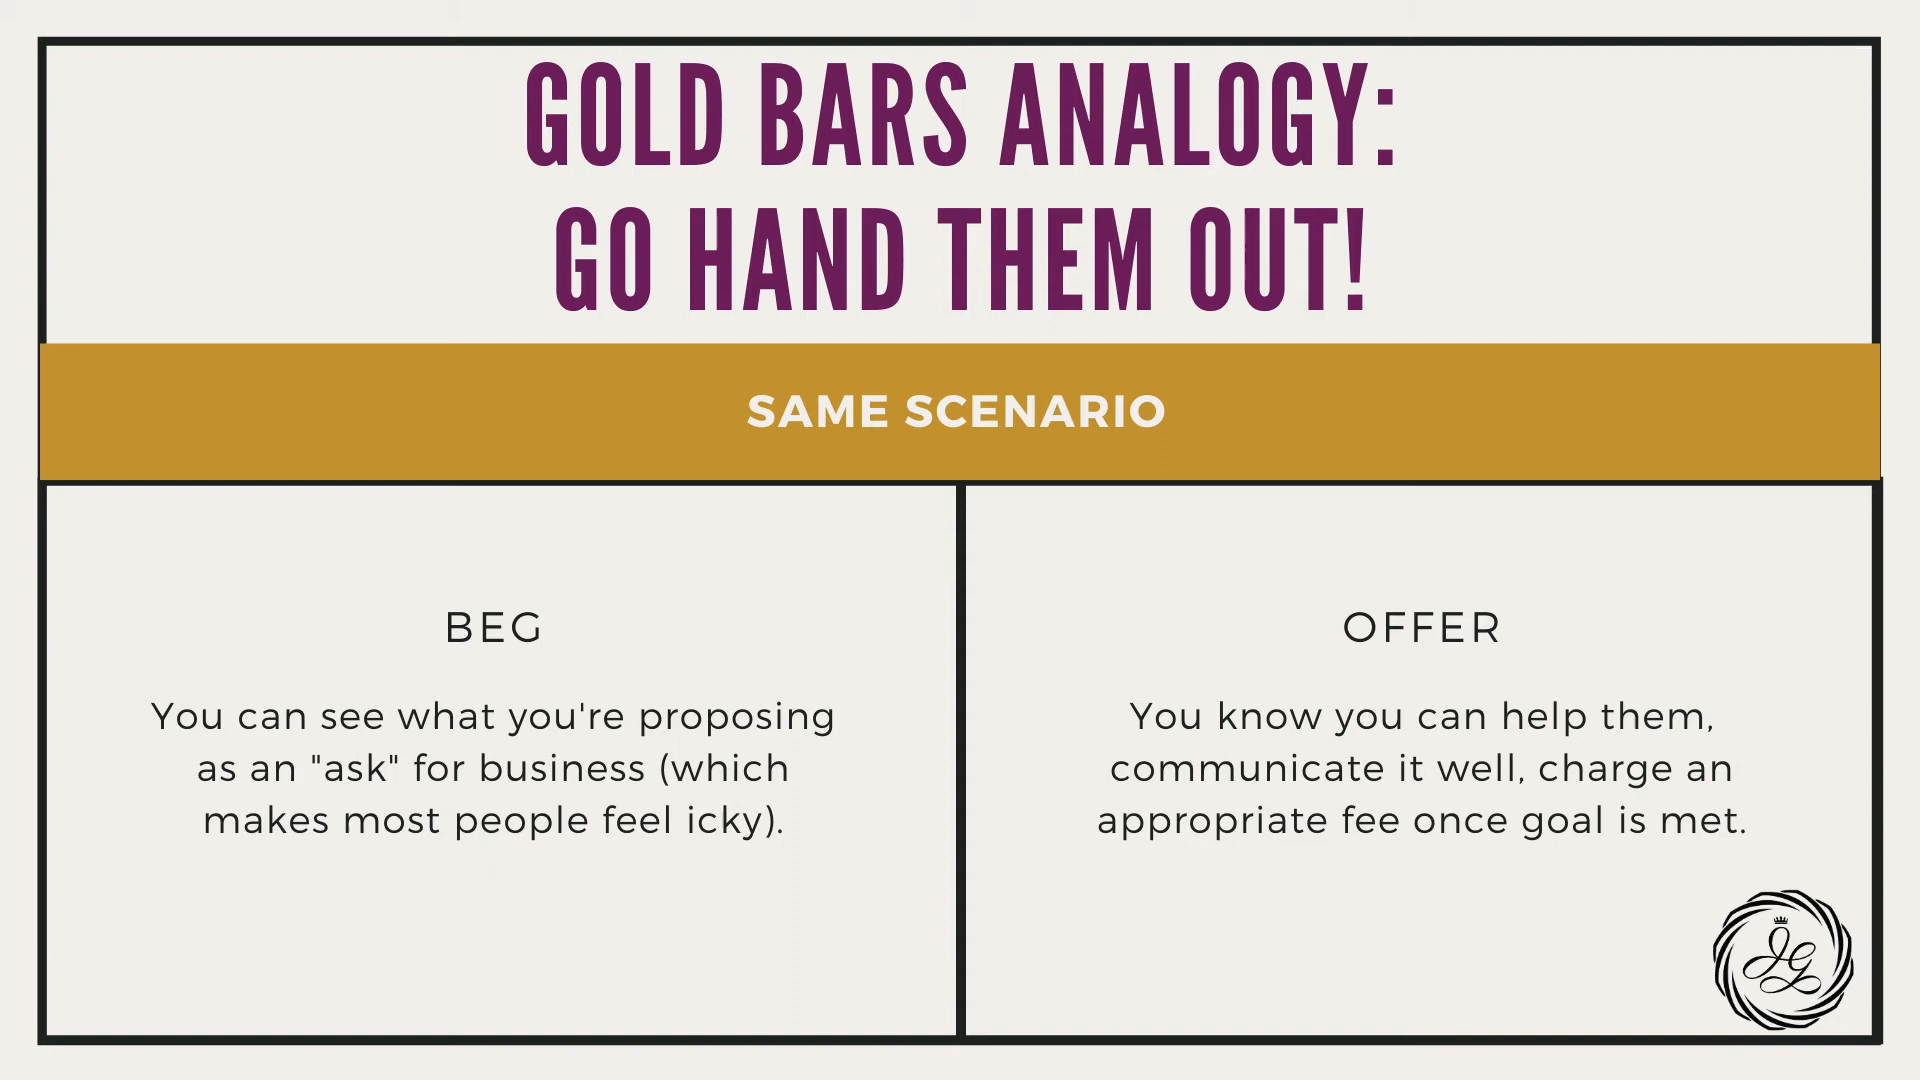 GOLD BARS ANALOGY:
GO HAND THEM OUT!
SAME SCENARIO
BEG
You can see what you're proposing
as an "ask" for business (which
makes most people feel icky).
OFFER
You know you can help them,
communicate it well, charge an
appropriate fee once goal is met.
JG